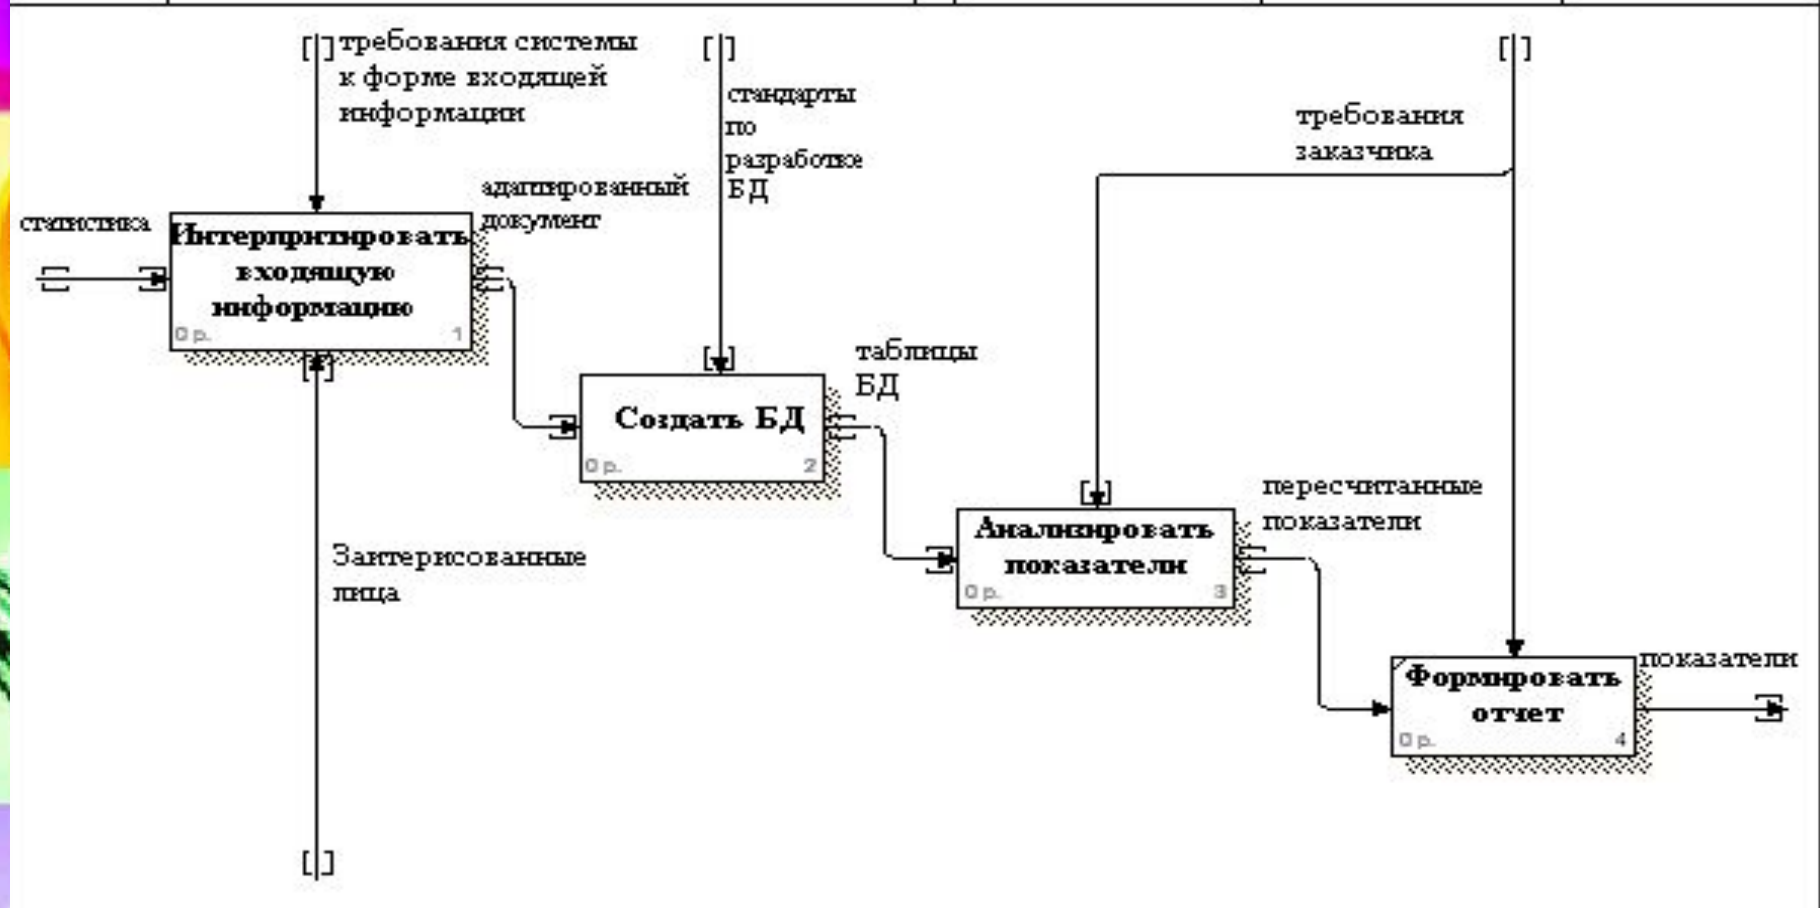 требования системы
к форме входящей
информации
стандарты
по
разработке
БД
требования
заказчика
адаптированный
документ
статистика
Интерпритировать
входящую
информацию
0 р. 1
таблицы
БД
Создать БД
0 р. 2
Заитерисованные
лица
пересчитанные
показатели
Анализировать
показатели
0 р. 3
показатели
Формировать
отчет
0 р. 4